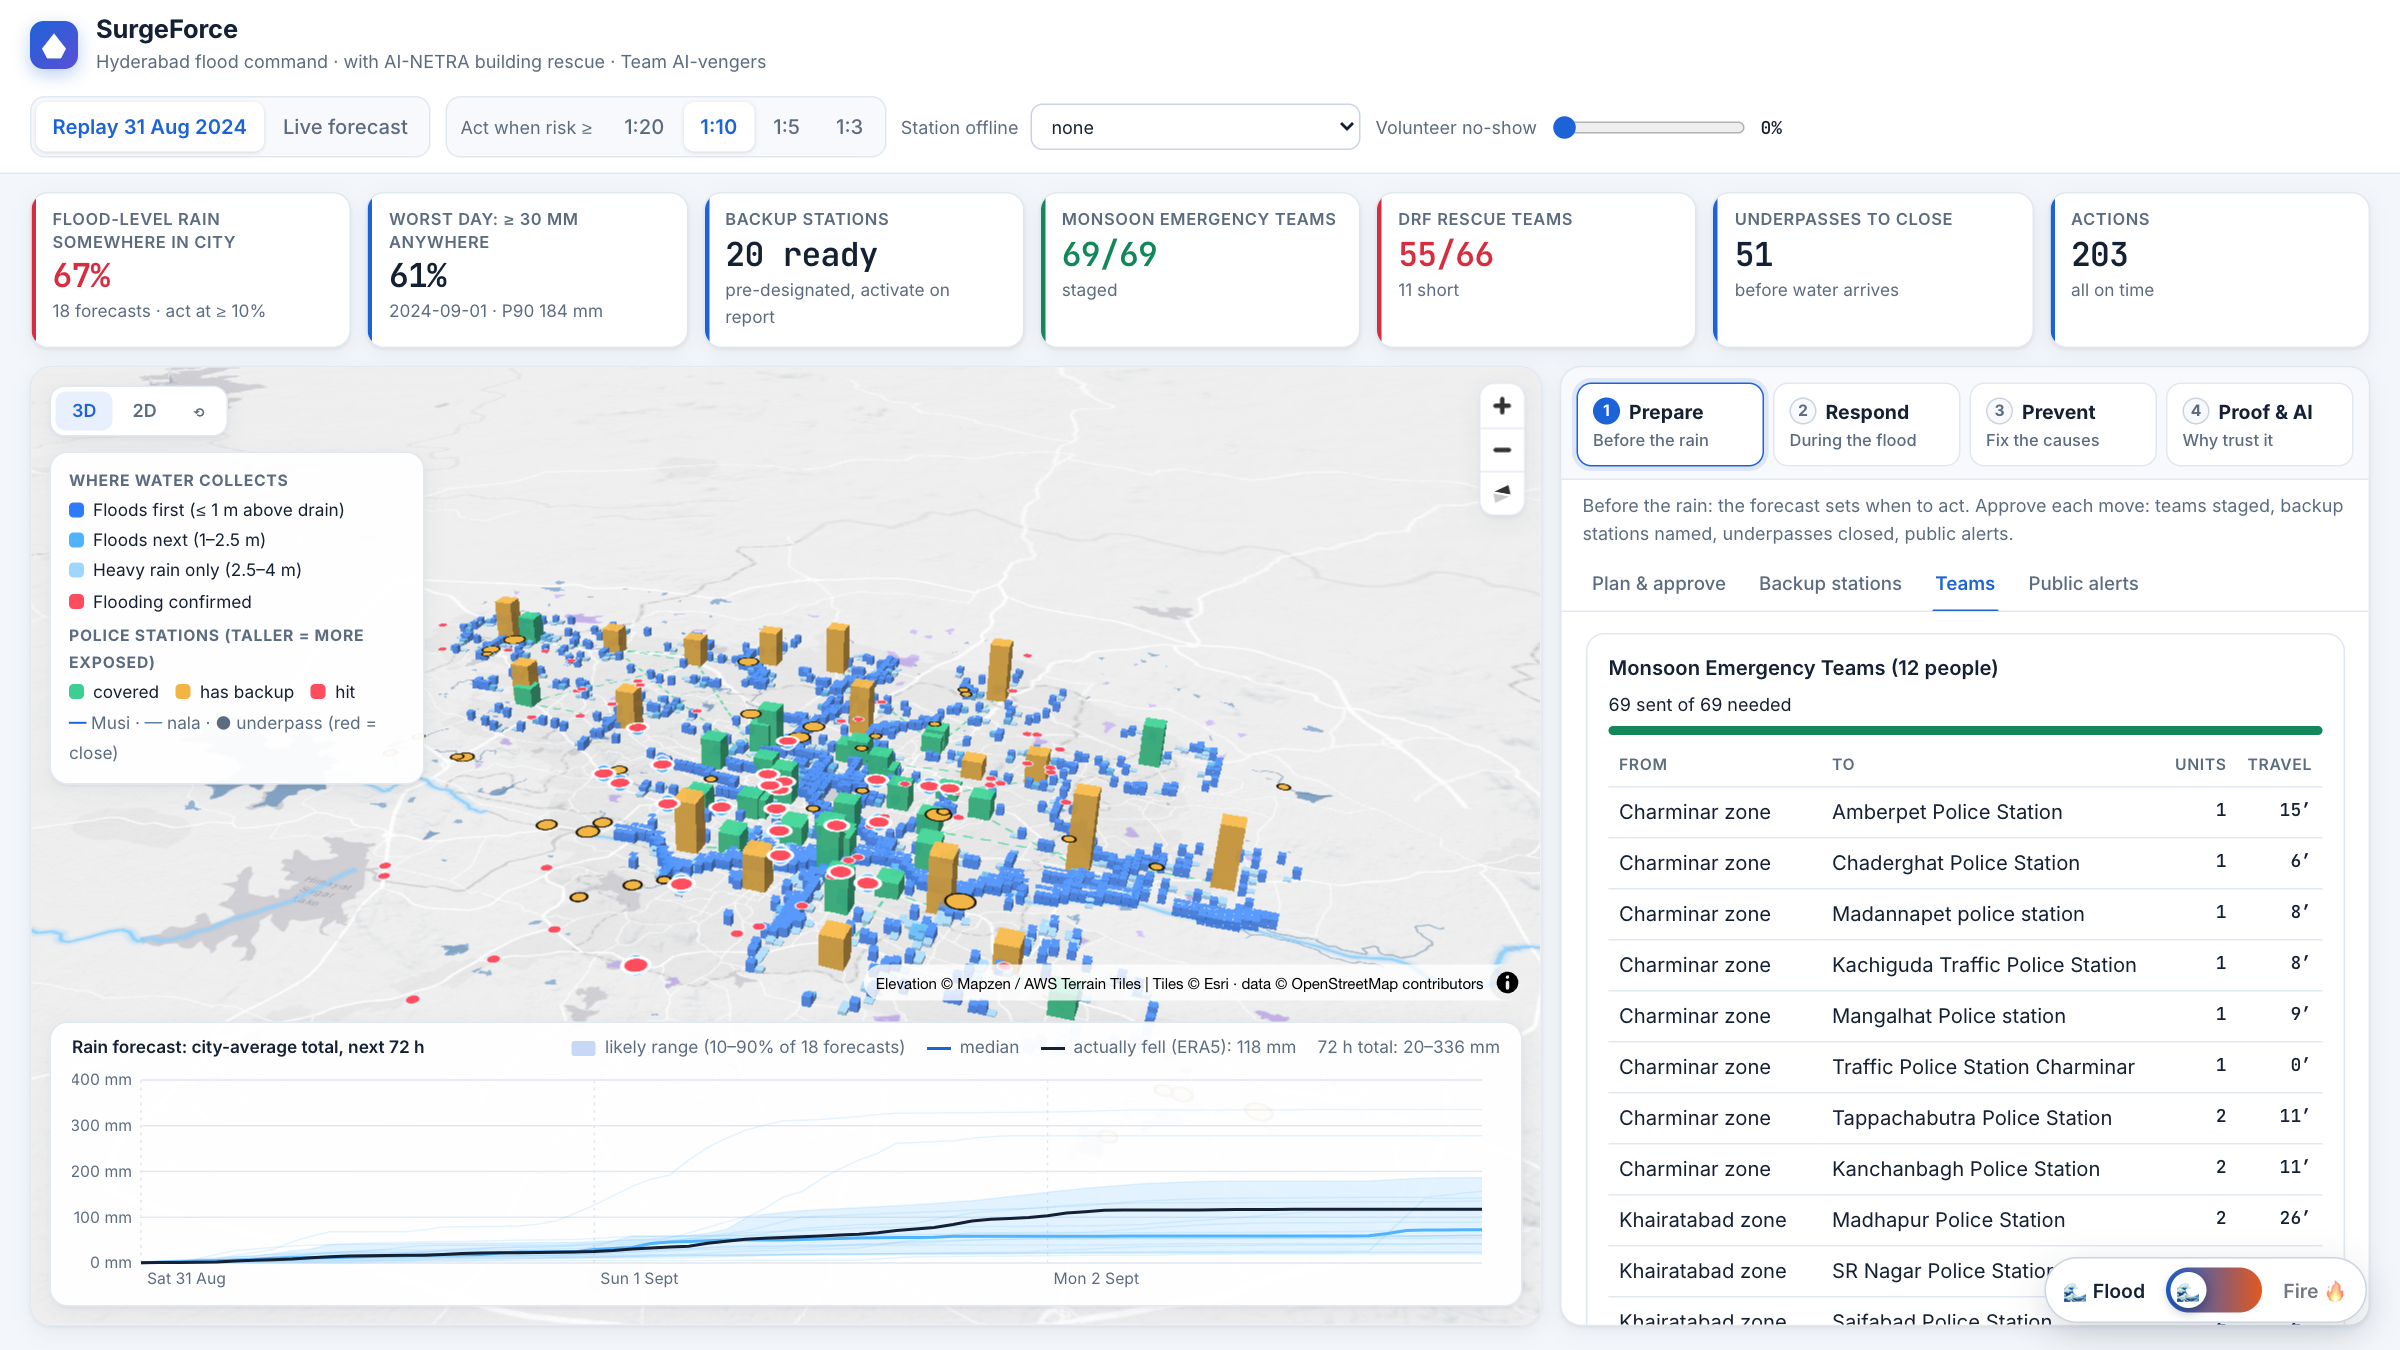 SurgeForce
Hyderabad flood command · with AI-NETRA building rescue · Team AI-vengers
Replay 31 Aug 2024
Live forecast
Act when risk ≥
1:20
1:10
1:5
1:3
Station offline
none
Volunteer no-show
0%
FLOOD-LEVEL RAIN
SOMEWHERE IN CITY
67%
18 forecasts · act at ≥ 10%
WORST DAY: ≥ 30 MM
ANYWHERE
61%
2024-09-01 · P90 184 mm
BACKUP STATIONS
20 ready
pre-designated, activate on
report
MONSOON EMERGENCY TEAMS
69/69
staged
DRF RESCUE TEAMS
55/66
11 short
UNDERPASSES TO CLOSE
51
before water arrives
ACTIONS
203
all on time
3D
2D
WHERE WATER COLLECTS
Floods first (≤ 1 m above drain)
Floods next (1–2.5 m)
Heavy rain only (2.5–4 m)
Flooding confirmed
POLICE STATIONS (TALLER = MORE
EXPOSED)
covered
has backup
hit
Musi · — nala · ● underpass (red =
close)
Elevation © Mapzen / AWS Terrain Tiles | Tiles © Esri · data © OpenStreetMap contributors
Rain forecast: city-average total, next 72 h
likely range (10–90% of 18 forecasts)
median
actually fell (ERA5): 118 mm
72 h total: 20–336 mm
400 mm
300 mm
200 mm
100 mm
0 mm
Sat 31 Aug
Sun 1 Sept
Mon 2 Sept
1 Prepare
Before the rain
2 Respond
During the flood
3 Prevent
Fix the causes
4 Proof & AI
Why trust it
Before the rain: the forecast sets when to act. Approve each move: teams staged, backup
stations named, underpasses closed, public alerts.
Plan & approve
Backup stations
Teams
Public alerts
Monsoon Emergency Teams (12 people)
69 sent of 69 needed
FROM TO UNITS TRAVEL
Charminar zone Amberpet Police Station 1 15′
Charminar zone Chaderghat Police Station 1 6′
Charminar zone Madannapet police station 1 8′
Charminar zone Kachiguda Traffic Police Station 1 8′
Charminar zone Mangalhat Police station 1 9′
Charminar zone Traffic Police Station Charminar 1 0′
Charminar zone Tappachabutra Police Station 2 11′
Charminar zone Kanchanbagh Police Station 2 11′
Khairatabad zone Madhapur Police Station 2 26′
Khairatabad zone SR Nagar Police Station
Khairatabad zone Saifabad Police Station
Flood
Fire